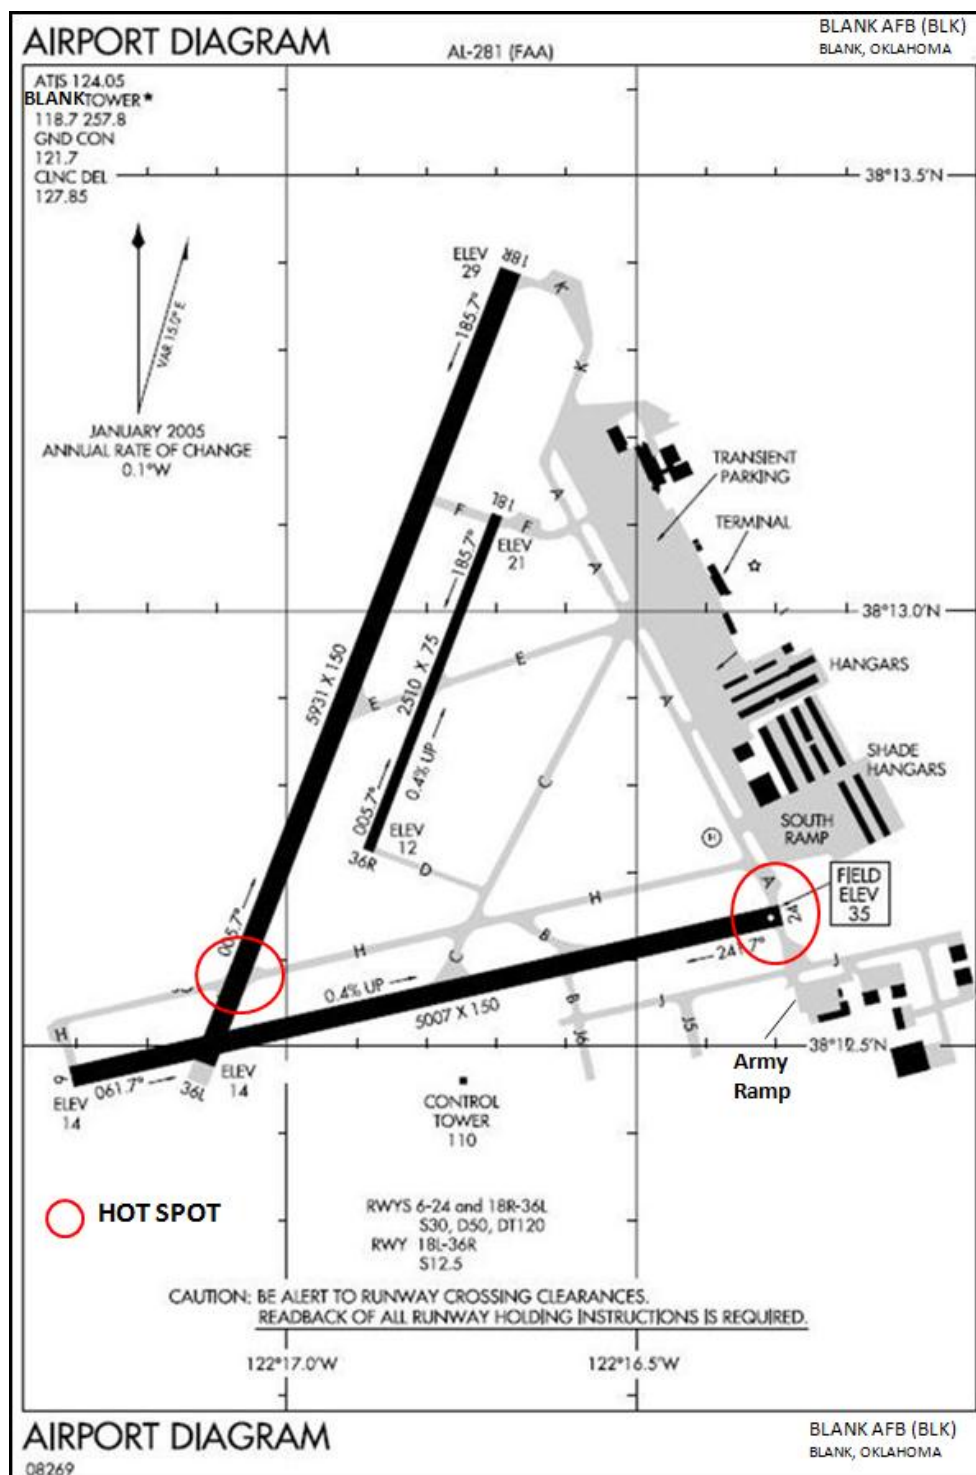 AIRPORT DIAGRAM
AL-281 (FAA)
BLANK AFB (BLK)
BLANK, OKLAHOMA
ATIS 124.05
BLANK TOWER*
118.7 257.8
GND CON
121.7
CLNC DEL
127.85
38°13.5'N
VAR 15.0° E
JANUARY 2005
ANNUAL RATE OF CHANGE
0.1°W
ELEV
29
18R
185.7°
K
K
TRANSIENT
PARKING
TERMINAL
A
A
F
18L
F
ELEV
21
185.7°
38°13.0'N
5931 X 150
2510 X 75
E
E
A
HANGARS
SHADE
HANGARS
C
0.4% UP
005.7°
ELEV
12
36R
D
H
SOUTH
RAMP
FIELD
ELEV
35
A
24
H
B
005.7°
H
C
241.7°
J
0.4% UP
5007 X 150
B
J
J5
J6
H
38°12.5'N
6
061.7°
36L
ELEV
14
ELEV
14
Army
Ramp
CONTROL
TOWER
110
HOT SPOT
RWYS 6-24 and 18R-36L
S30, D50, DT120
RWY 18L-36R
S12.5
CAUTION: BE ALERT TO RUNWAY CROSSING CLEARANCES.
READBACK OF ALL RUNWAY HOLDING INSTRUCTIONS IS REQUIRED.
122°17.0'W
122°16.5'W
AIRPORT DIAGRAM
08269
BLANK AFB (BLK)
BLANK, OKLAHOMA